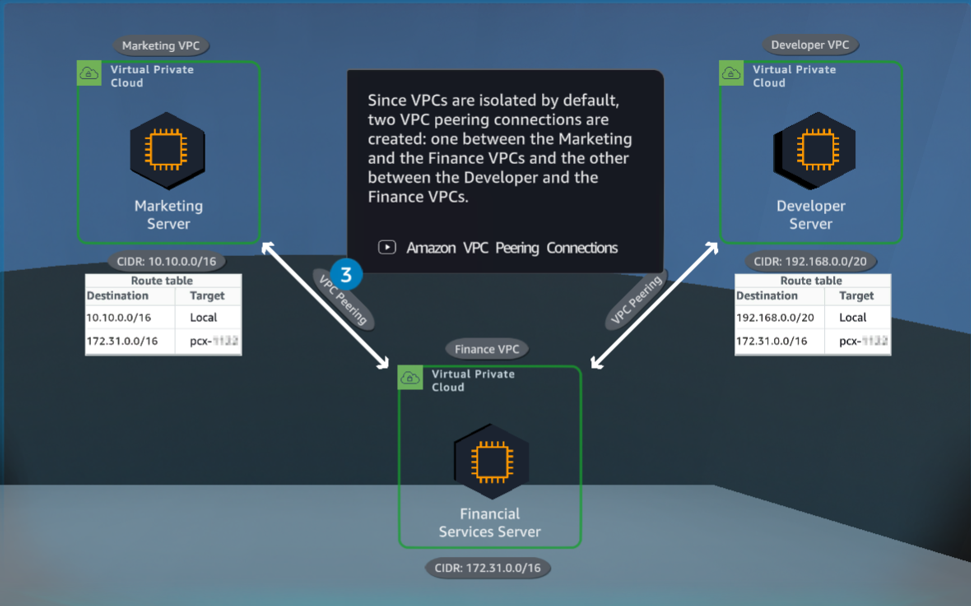 Marketing VPC
Virtual Private
Cloud
Marketing
Server
CIDR: 10.10.0.0/16
Route table
Destination Target
10.10.0.0/16 Local
172.31.0.0/16 pcx-
Since VPCs are isolated by default,
two VPC peering connections are
created: one between the Marketing
and the Finance VPCs and the other
between the Developer and the
Finance VPCs.
Amazon VPC Peering Connections
3
VPC Peering
VPC Peering
Developer VPC
Virtual Private
Cloud
Developer
Server
CIDR: 192.168.0.0/20
Route table
Destination Target
192.168.0.0/20 Local
172.31.0.0/16 pcx-
Finance VPC
Virtual Private
Cloud
Financial
Services Server
CIDR: 172.31.0.0/16